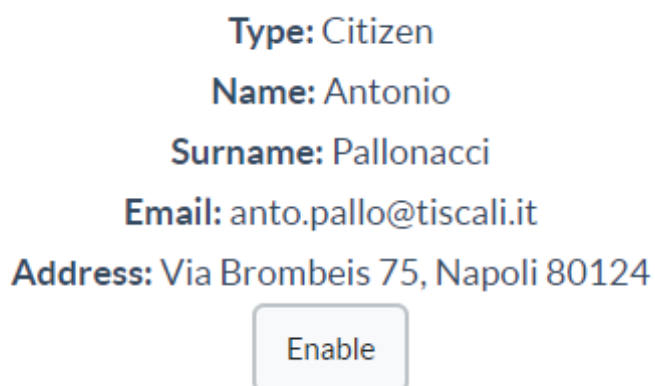 Type: Citizen
Name: Antonio
Surname: Pallonacci
Email: anto.pallo@tiscali.it
Address: Via Brombeis 75, Napoli 80124
Enable